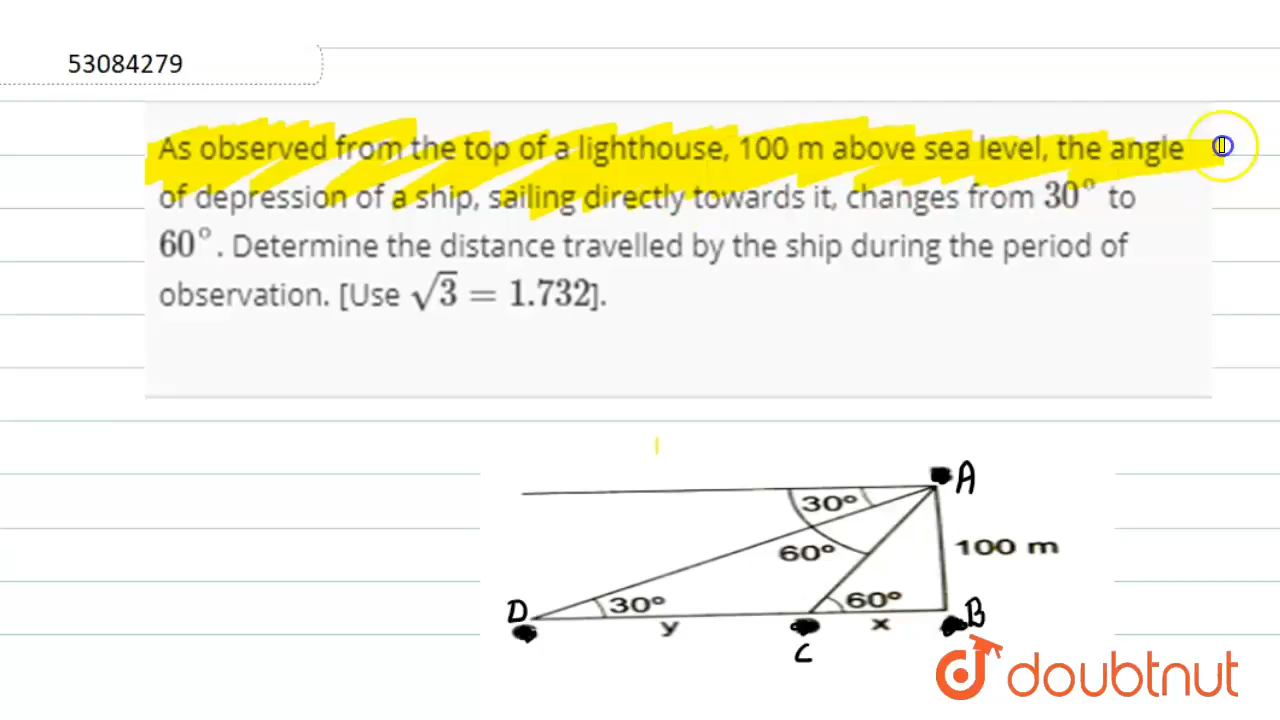 53084279
As observed from the top of a lighthouse, 100 m above sea level, the angle
of depression of a ship, sailing directly towards it, changes from 30° to
60°. Determine the distance travelled by the ship during the period of
observation. [Use √3 = 1.732].
A
30°
60°
100 m
D
30°
60°
B
y
x
C
doubtnut